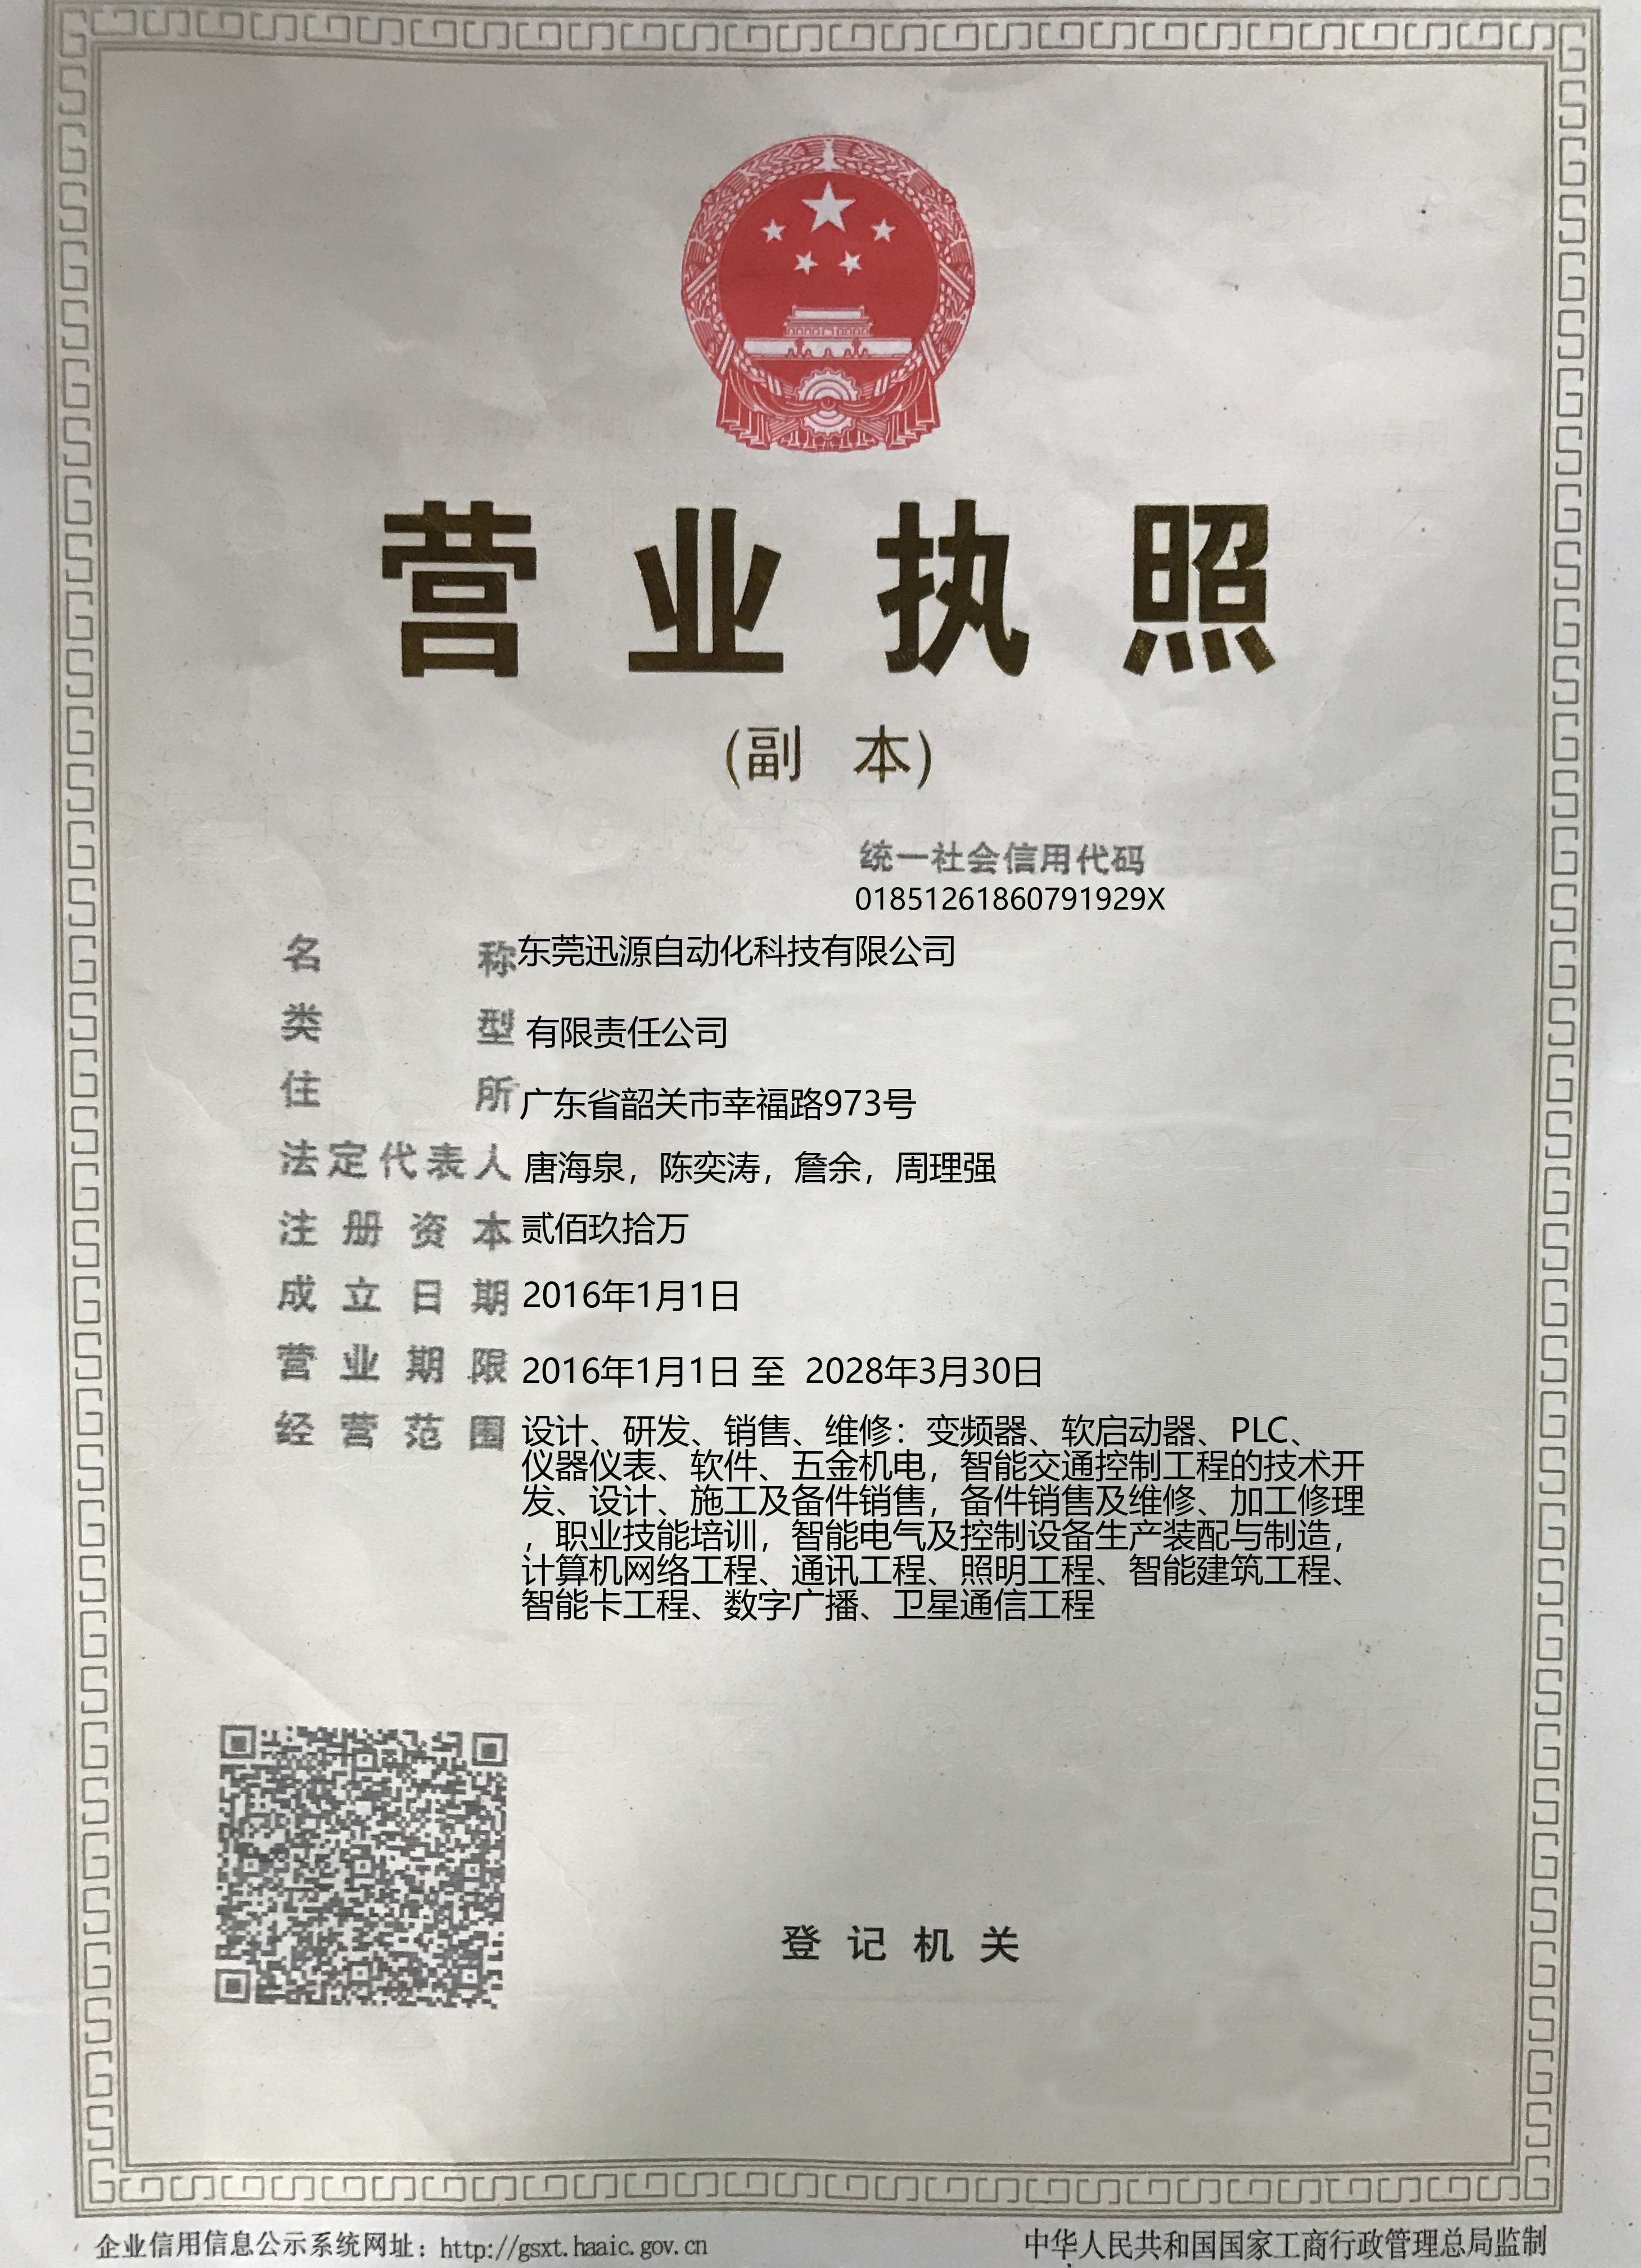 营业执照
(副 本)
统一社会信用代码
01851261860791929X
名 称 东莞迅源自动化科技有限公司
类 型 有限责任公司
住 所 广东省韶关市幸福路973号
法定代表人 唐海泉，陈奕涛，詹余，周理强
注册资本 贰佰玖拾万
成立日期 2016年1月1日
营业期限 2016年1月1日 至 2028年3月30日
经营范围 设计、研发、销售、维修：变频器、软启动器、PLC、
仪器仪表、软件、五金机电，智能交通控制工程的技术开
发、设计、施工及备件销售，备件销售及维修、加工修理
，职业技能培训，智能电气及控制设备生产装配与制造，
计算机网络工程、通讯工程、照明工程、智能建筑工程、
智能卡工程、数字广播、卫星通信工程
登记机关
企业信用信息公示系统网址：http://gsxt.haaic.gov.cn
中华人民共和国国家工商行政管理总局监制